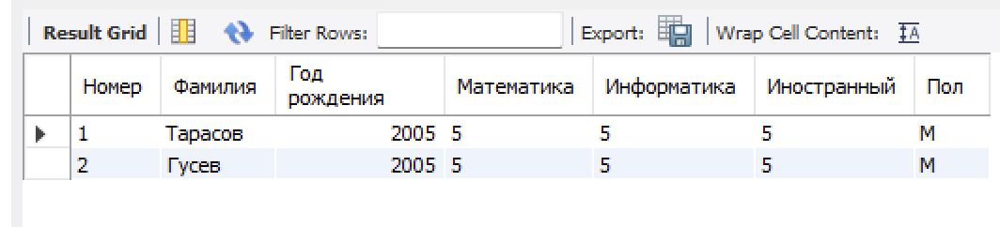 Result Grid Filter Rows: Export: Wrap Cell Content:
Номер Фамилия Год рождения Математика Информатика Иностранный Пол
1 Тарасов 2005 5 5 5 М
2 Гусев 2005 5 5 5 М